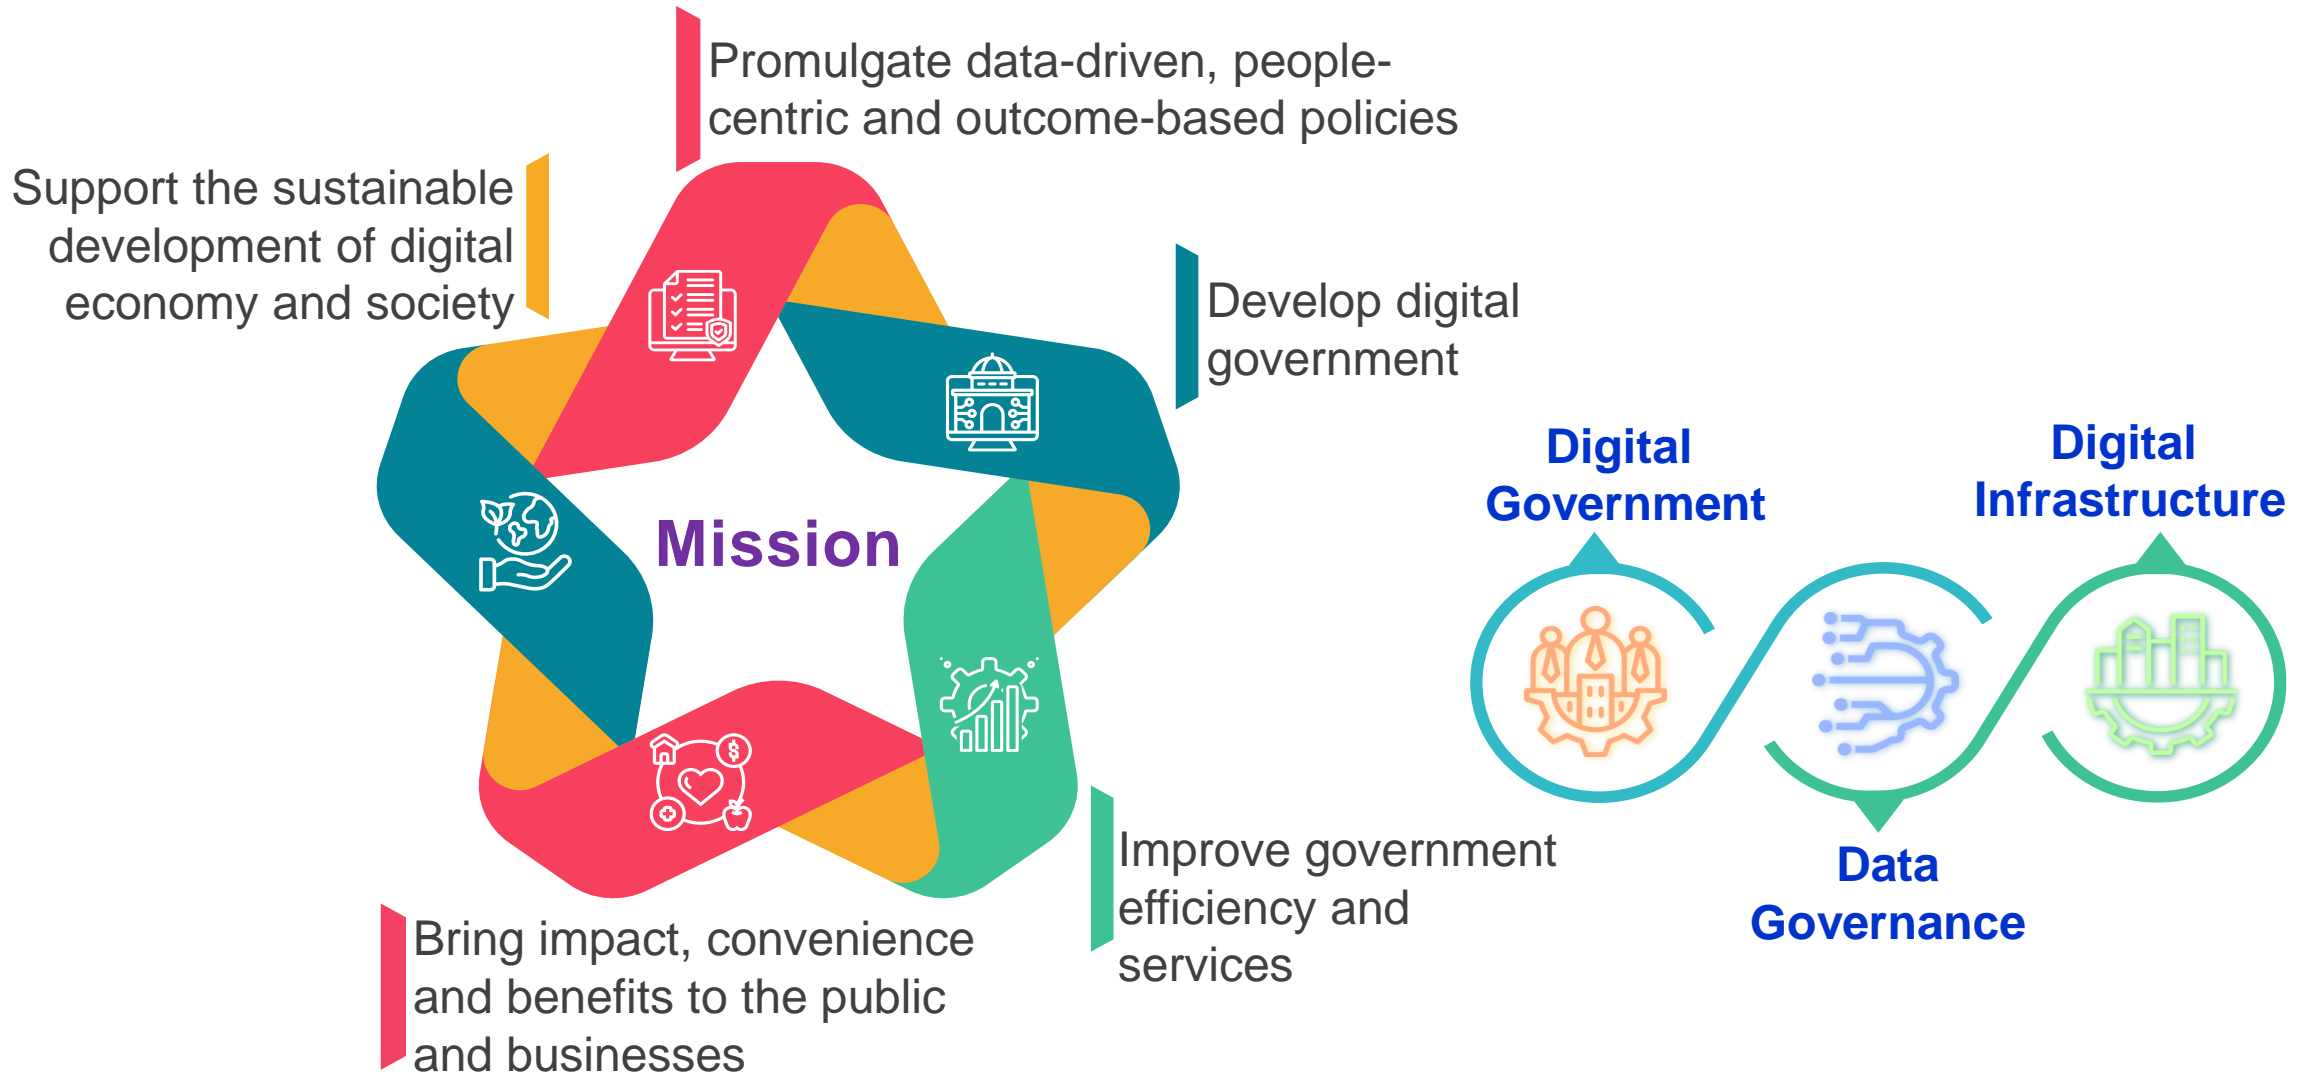 Promulgate data-driven, people-
centric and outcome-based policies
Support the sustainable
development of digital
economy and society
Develop digital
government
Mission
Improve government
efficiency and
services
Bring impact, convenience
and benefits to the public
and businesses
Digital
Government
Digital
Infrastructure
Data
Governance
$